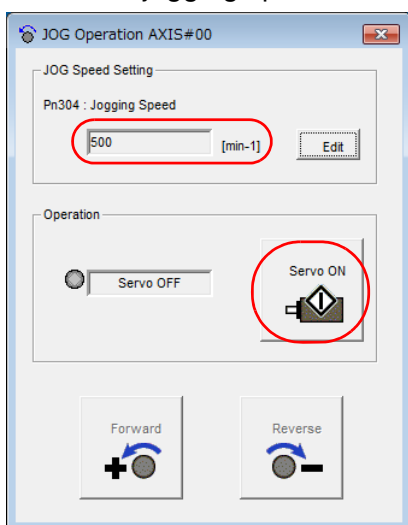 JOG Operation AXIS#00
JOG Speed Setting
Pn304 : Jogging Speed
500 [min-1] Edit
Operation
Servo OFF
Servo ON
Forward Reverse